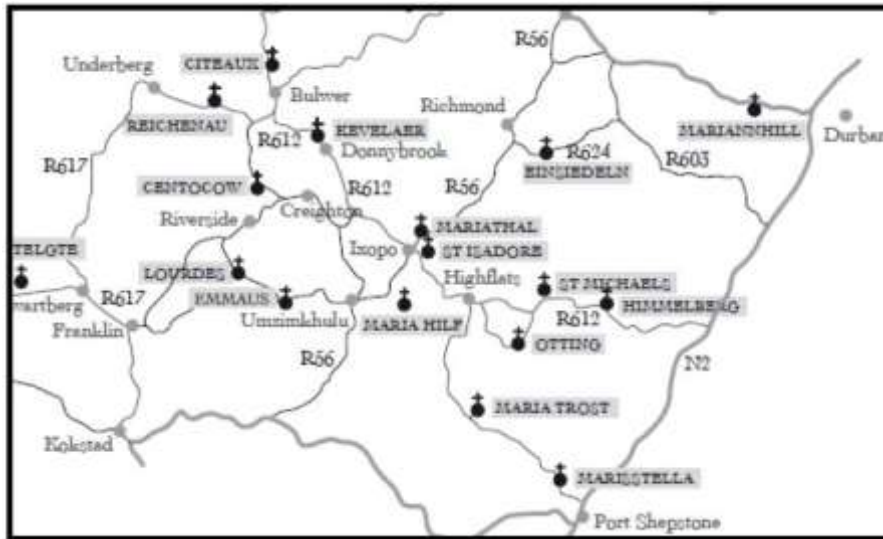 R56
Underberg
CITEAUX
Bulwer
Richmond
REICHENAU
R612
KEVELAER
MARIANNHILL
Durban
Donnybrook
R624
EINSIEDELN
R603
R617
CENTOCOW
R612
R56
Creighton
Riverside
MARIATHAL
TELGTE
Ixopo
ST ISADORE
LOURDES
Highflats
ST MICHAELS
EMMAUS
HIMMELBERG
wartberg
R617
Umzimkhulu
MARIA HILF
R612
Franklin
OTTING
R56
N2
MARIA TROST
Kokstad
MARISSTELLA
Port Shepstone